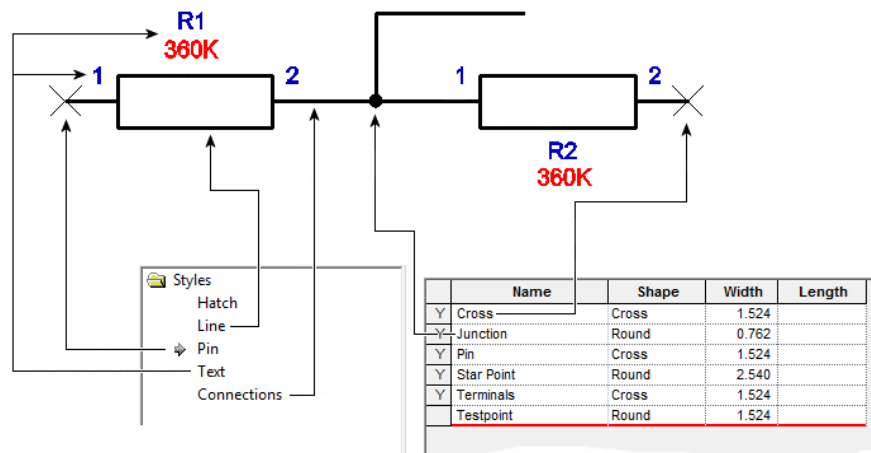 R1
360K
1 2 1 2
R2
360K
Styles
Hatch
Line
Pin
Text
Connections
Name Shape Width Length
Y Cross Cross 1.524
Y Junction Round 0.762
Y Pin Cross 1.524
Y Star Point Round 2.540
Y Terminals Cross 1.524
Testpoint Round 1.524